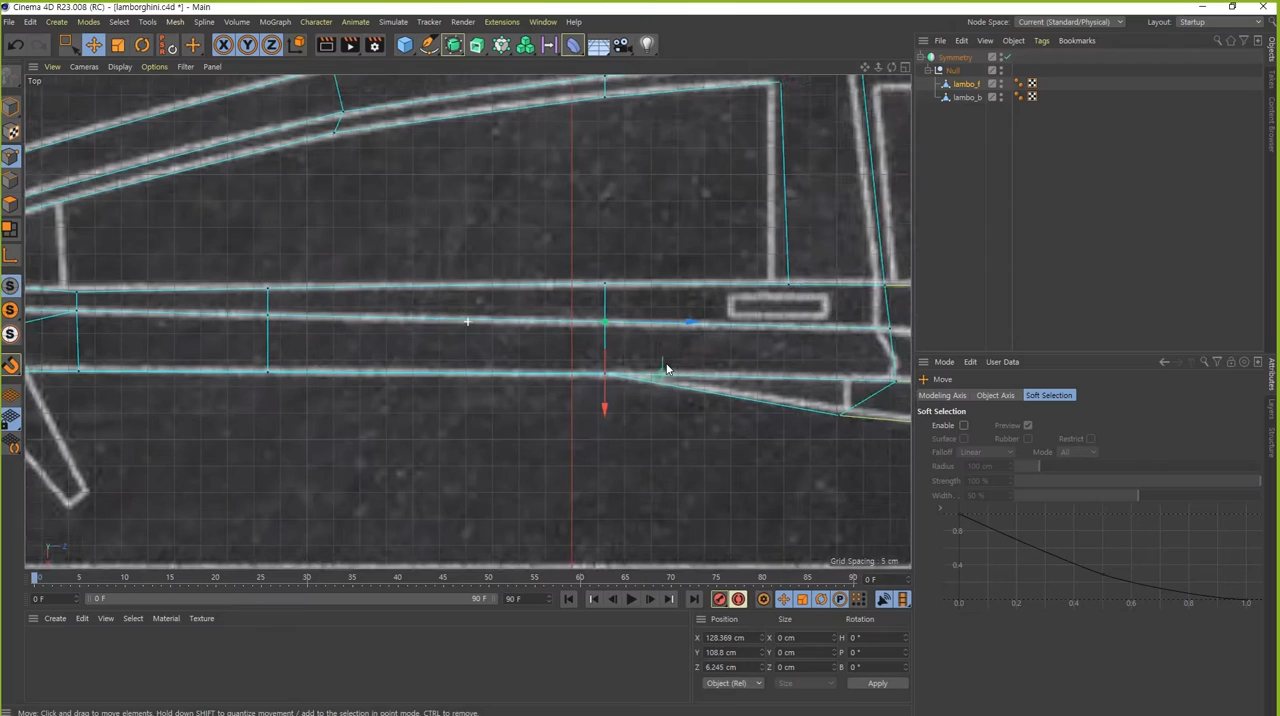 Cinema 4D R23.008 (RC) - [lamborghini.c4d *] - Main
File Edit Create Modes Select Tools Mesh Spline Volume MoGraph Character Animate Simulate Tracker Render Extensions Window Help
Node Space: Current (Standard/Physical) Layout: Startup
View Cameras Display Options Filter Panel
File Edit View Object Tags Bookmarks
Top
Symmetry
Null
lambo_f
lambo_b
Objects
Takes
Content Browser
X Y Z
S
S
S
Mode Edit User Data
Move
Modeling Axis Object Axis Soft Selection
Soft Selection
Enable Preview
Surface Rubber Restrict
Falloff Linear Mode All
Radius 100 cm
Strength 100 %
Width . . 50 %
0.8
0.4
0.0 0.2 0.4 0.6 0.8 1.0
Attributes
Layers
Structure
Y Z
Grid Spacing : 5 cm
0 5 10 15 20 25 30 35 40 45 50 55 60 65 70 75 80 85 90 0 F
0 F 0 F 90 F 90 F
Create Edit View Select Material Texture
Position Size Rotation
X 128.369 cm X 0 cm H 0 °
Y 108.8 cm Y 0 cm P 0 °
Z 6.245 cm Z 0 cm B 0 °
Object (Rel) Size Apply
Move: Click and drag to move elements. Hold down SHIFT to quantize movement / add to the selection in point mode, CTRL to remove.